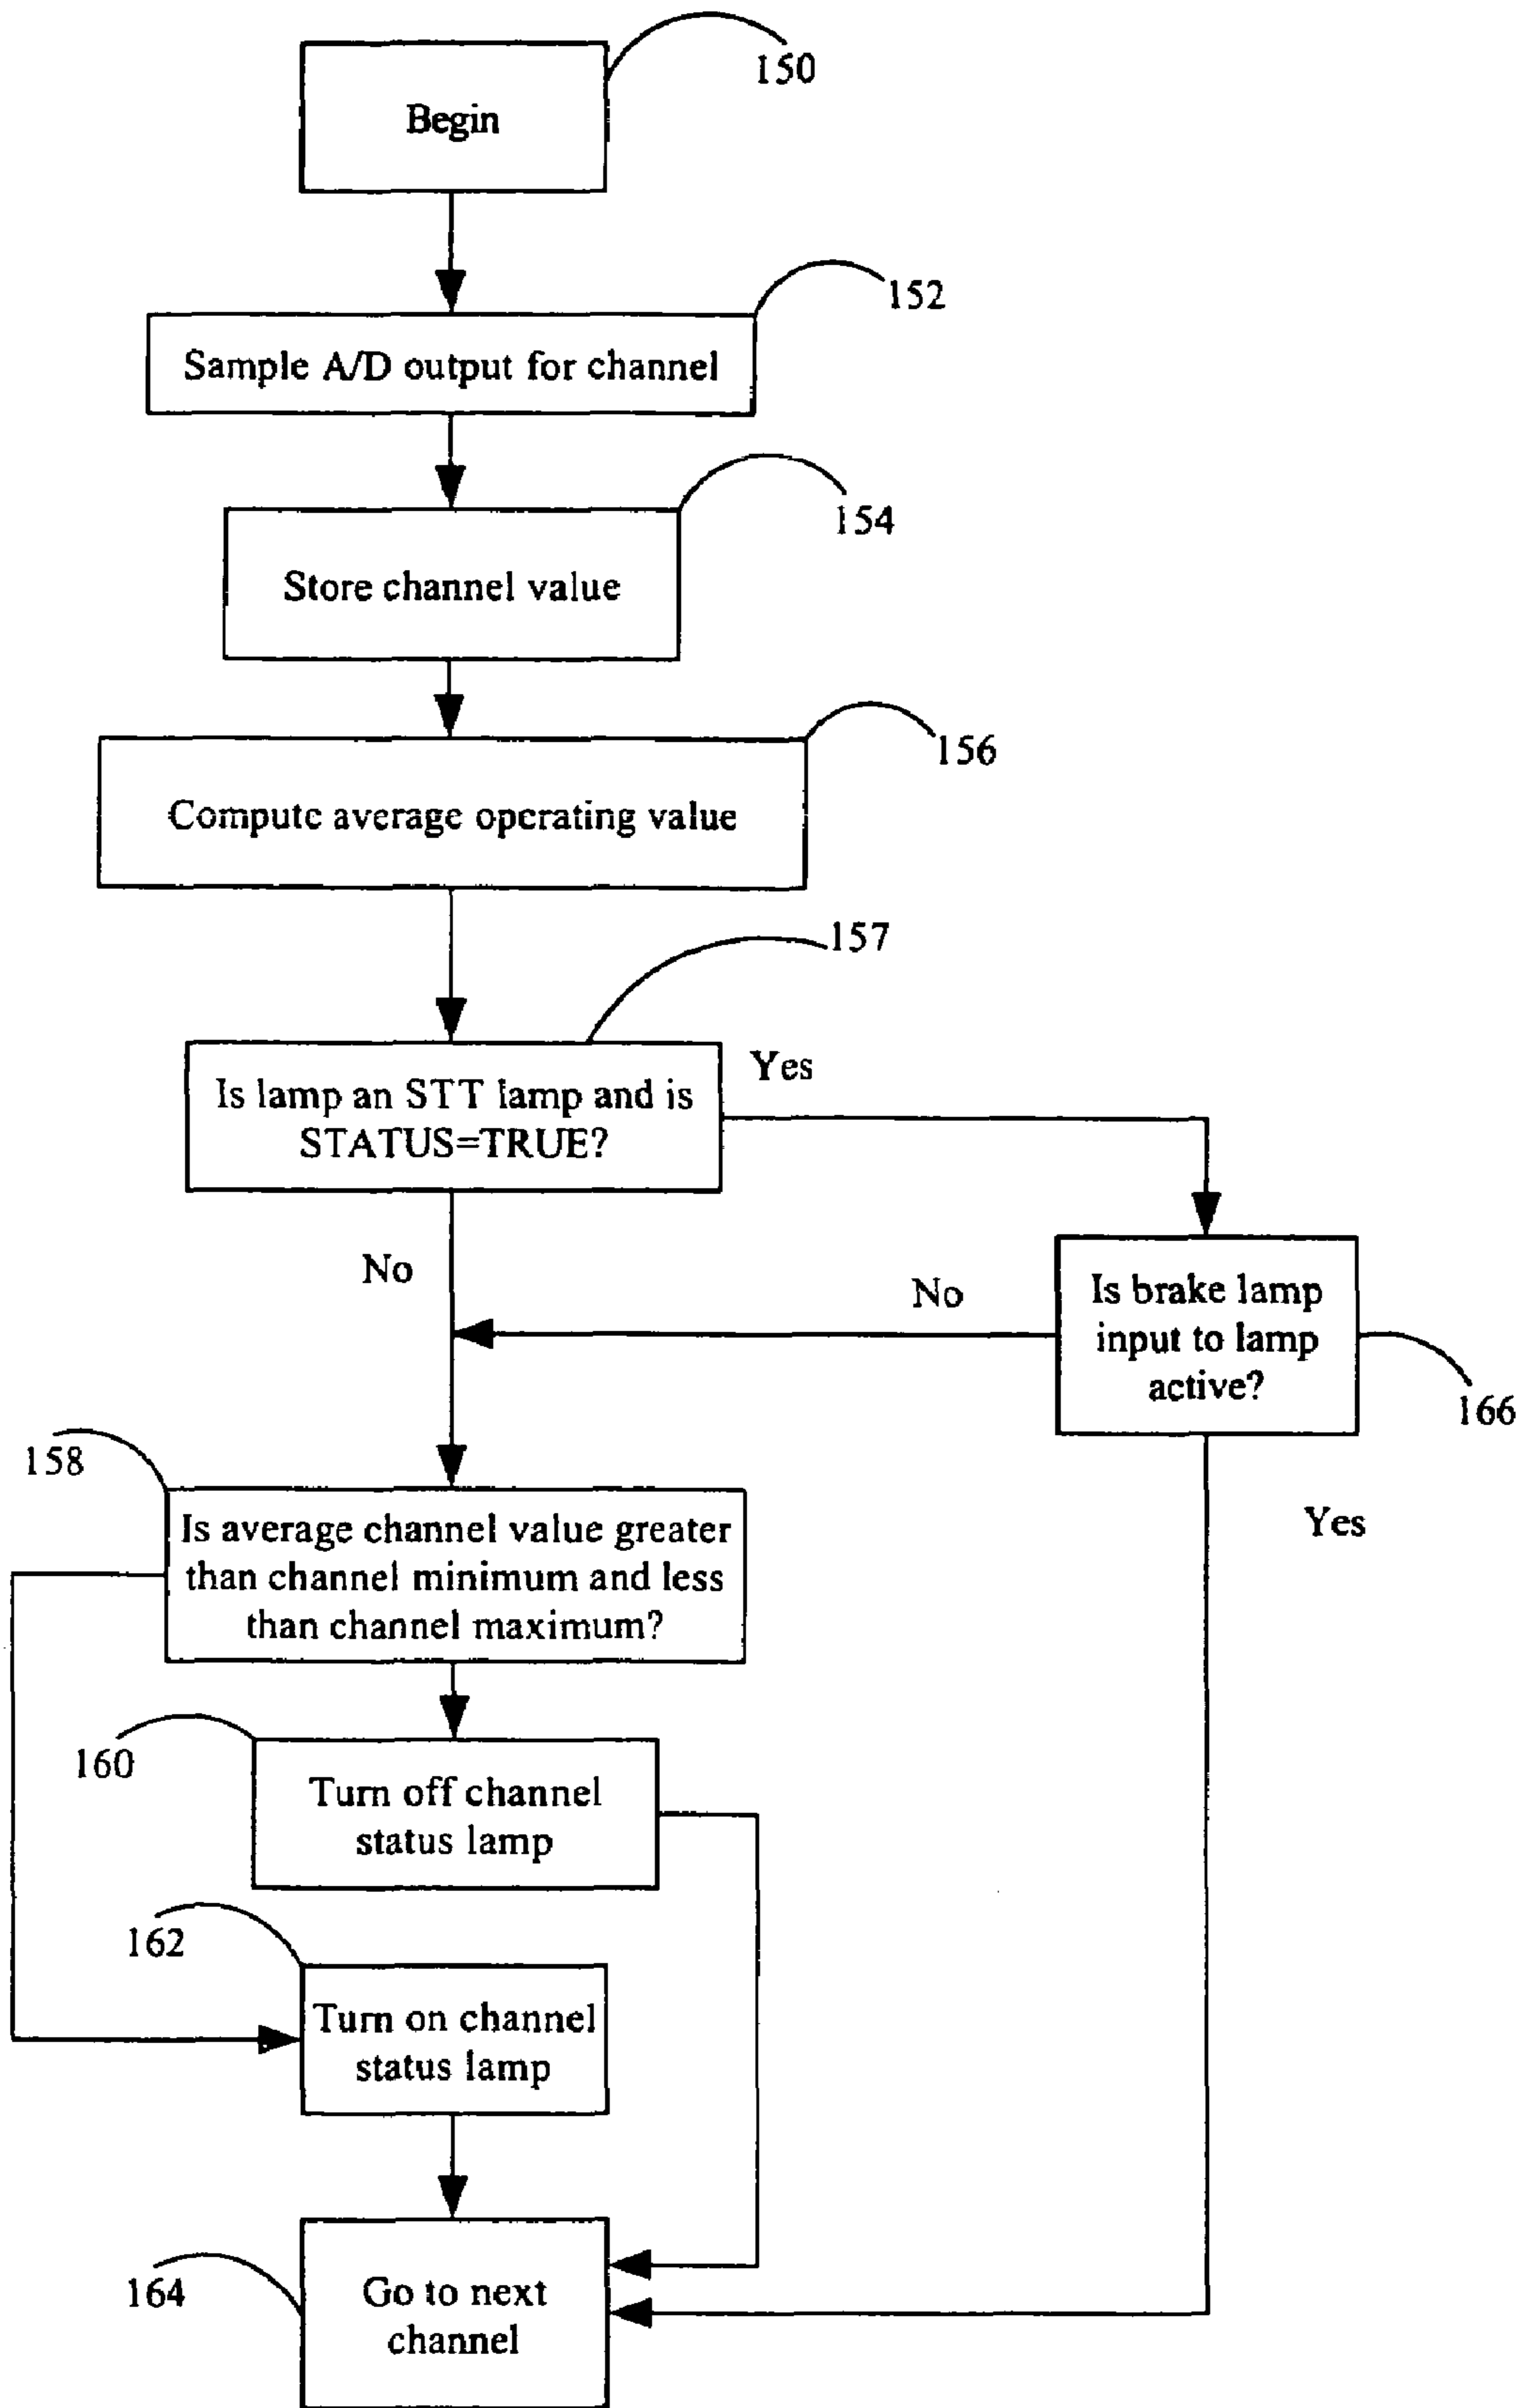 150
Begin
152
Sample A/D output for channel
154
Store channel value
156
Compute average operating value
157
Is lamp an STT lamp and is
STATUS=TRUE?
Yes
No
No
Is brake lamp
input to lamp
active?
166
158
Is average channel value greater
than channel minimum and less
than channel maximum?
Yes
160
Turn off channel
status lamp
162
Turn on channel
status lamp
164
Go to next
channel